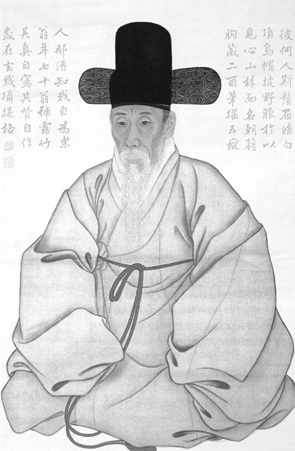 彼何人斯鬚眉皓白
頂烏帽披野服於以
見心山林而名朝籍
胸藏二酉筆搖五嶽
人那得知我自爲樂
翁年七十翁號露竹
其眞自寫其贊自作
歲在玄黓攝提格